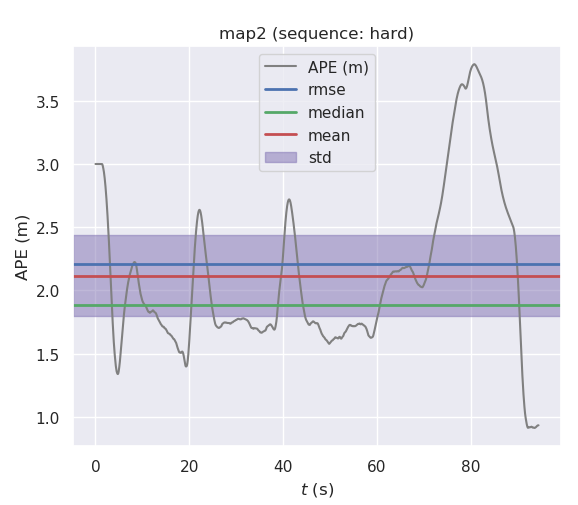 map2 (sequence: hard)
APE (m)
rmse
median
mean
std
APE (m)
3.5
3.0
2.5
2.0
1.5
1.0
0
20
40
60
80
t (s)